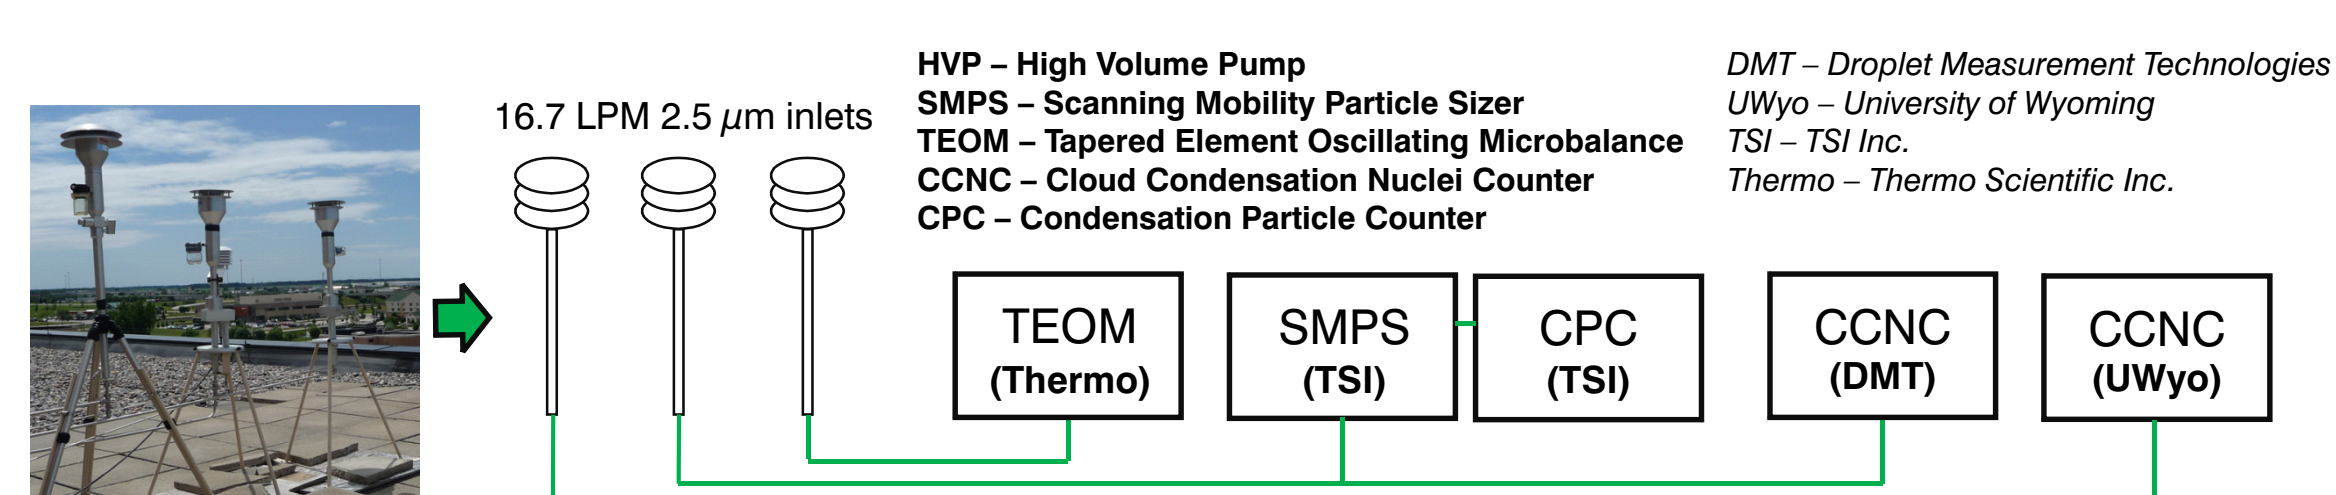 16.7 LPM 2.5 μm inlets
HVP – High Volume Pump
SMPS – Scanning Mobility Particle Sizer
TEOM – Tapered Element Oscillating Microbalance
CCNC – Cloud Condensation Nuclei Counter
CPC – Condensation Particle Counter
DMT – Droplet Measurement Technologies
UWyo – University of Wyoming
TSI – TSI Inc.
Thermo – Thermo Scientific Inc.
TEOM
(Thermo)
SMPS
(TSI)
CPC
(TSI)
CCNC
(DMT)
CCNC
(UWyo)